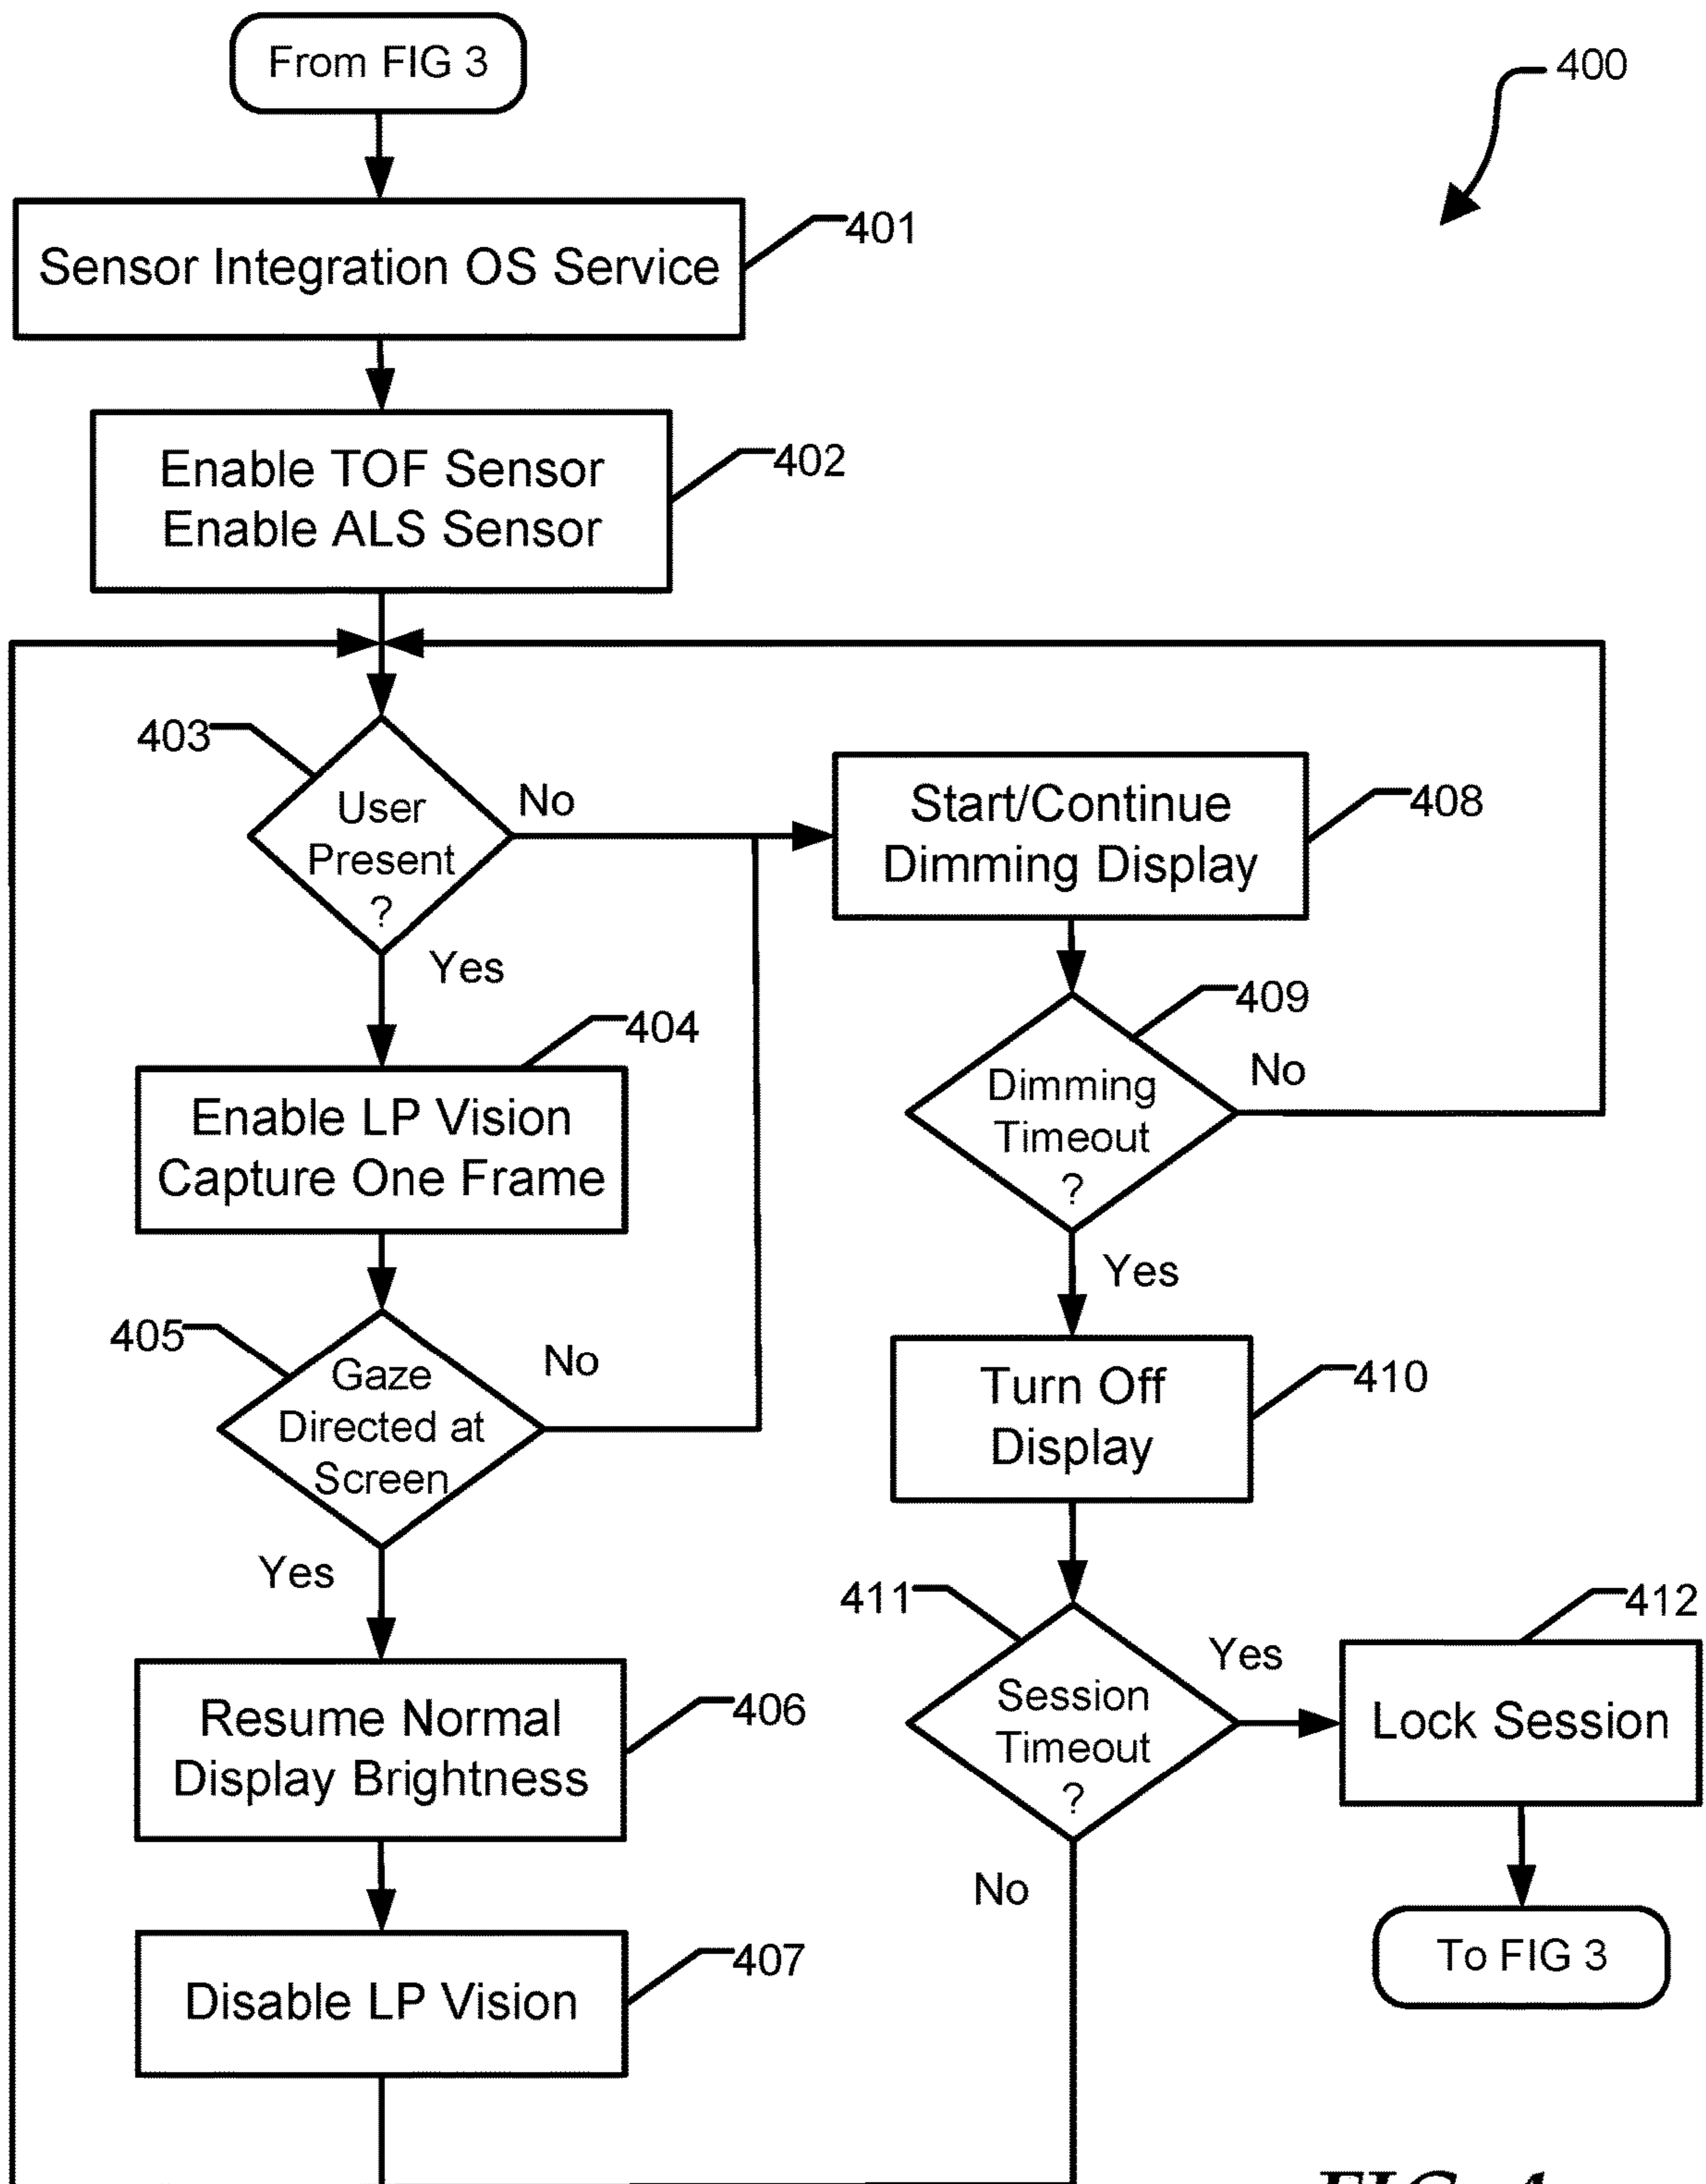 From FIG 3
400
Sensor Integration OS Service
401
Enable TOF Sensor
Enable ALS Sensor
402
403
User
Present
?
No
Yes
Start/Continue
Dimming Display
408
404
Enable LP Vision
Capture One Frame
409
Dimming
Timeout
?
No
Yes
405
Gaze
Directed at
Screen
No
Yes
Turn Off
Display
410
411
Session
Timeout
?
Yes
No
412
Lock Session
Resume Normal
Display Brightness
406
To FIG 3
Disable LP Vision
407